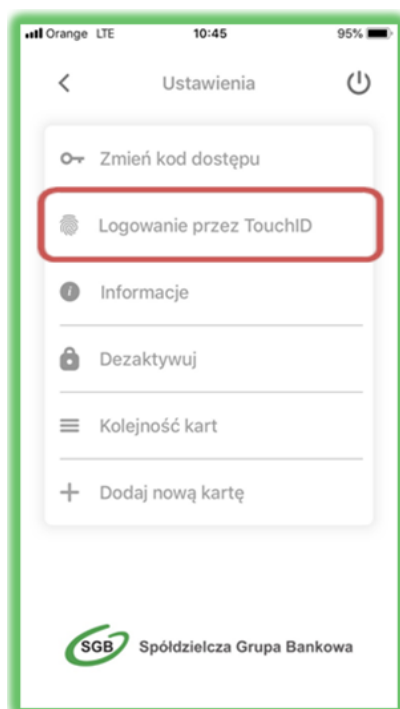 Orange LTE 10:45 95%
Ustawienia
Zmień kod dostępu
Logowanie przez TouchID
Informacje
Dezaktywuj
Kolejność kart
Dodaj nową kartę
SGB Spółdzielcza Grupa Bankowa